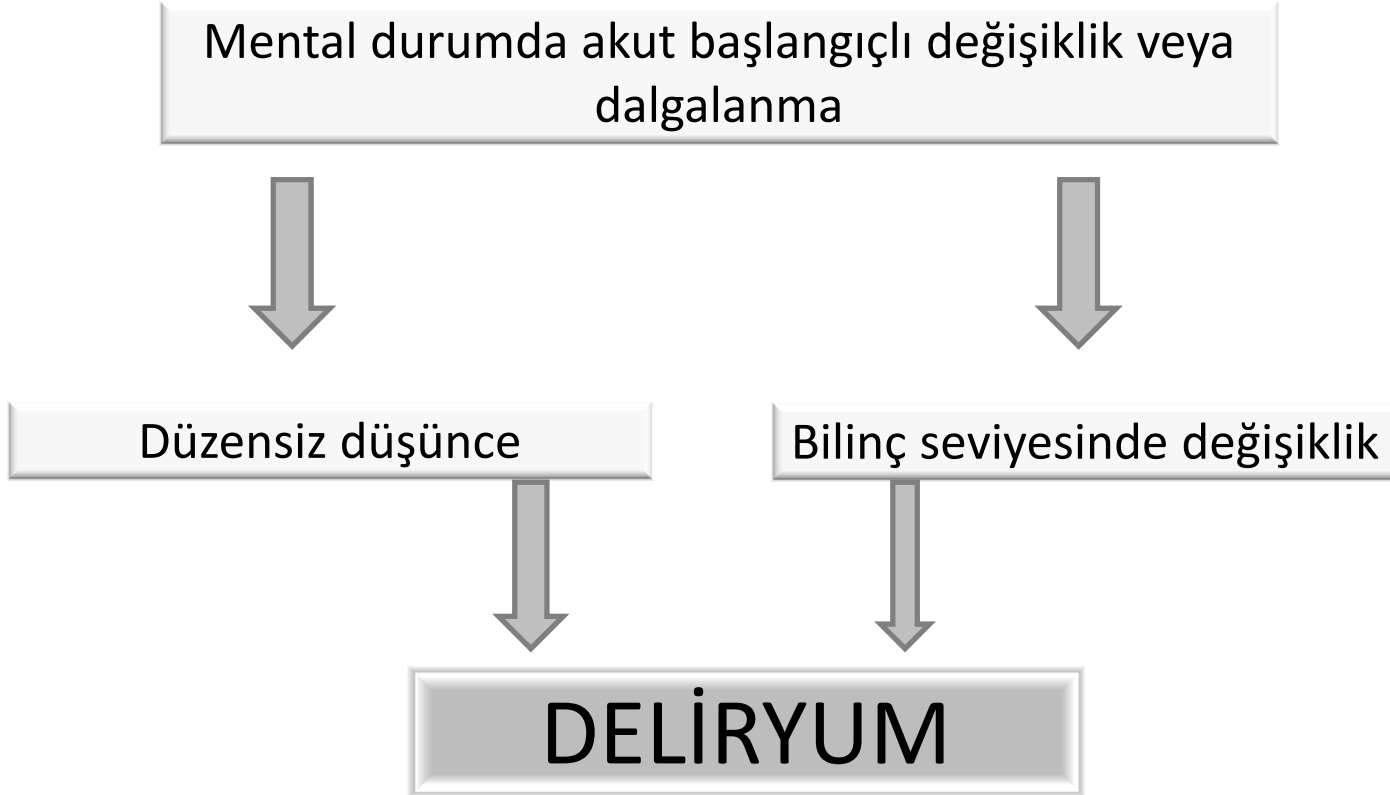 Mental durumda akut başlangıçlı değişiklik veya
dalgalanma
Düzensiz düşünce
Bilinç seviyesinde değişiklik
DELİRYUM